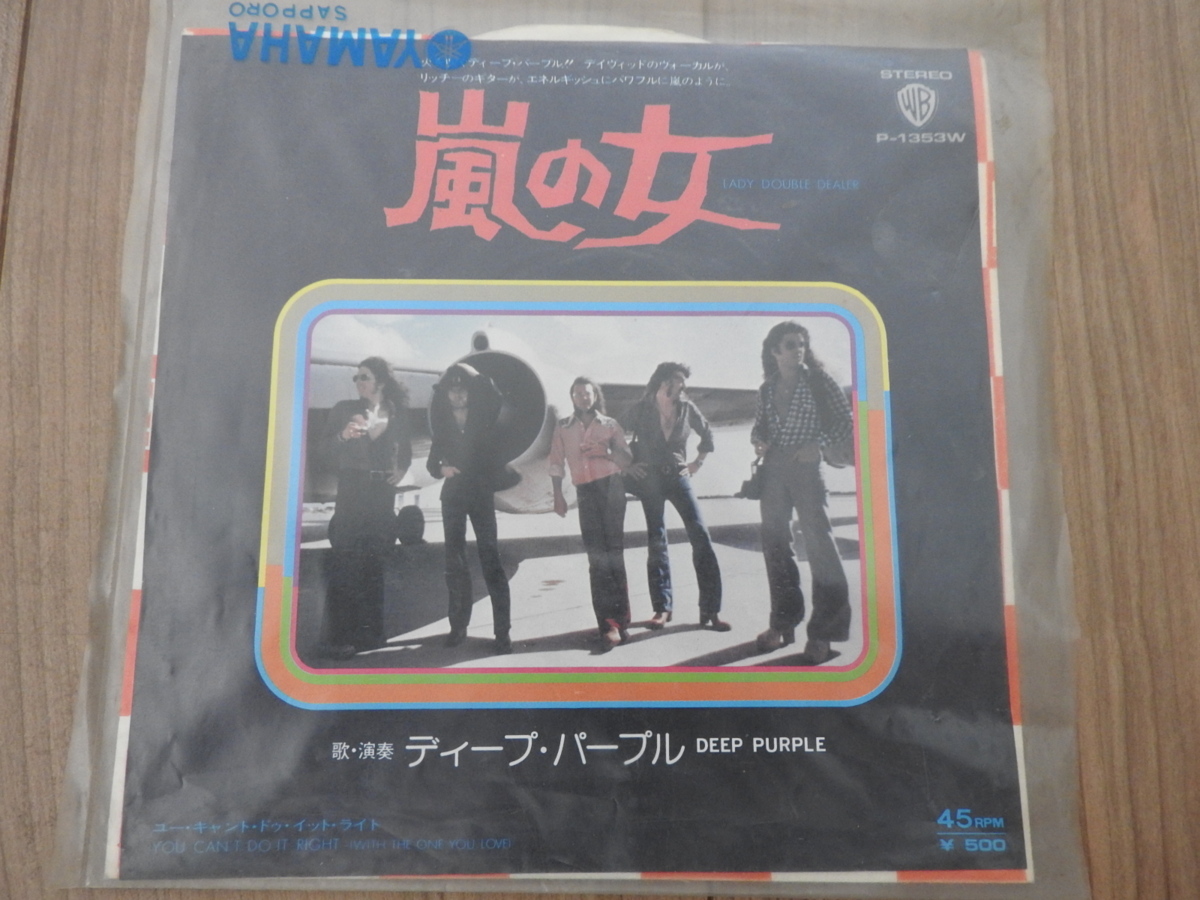 YAMAHA
SAPPORO
ディープ・パープル!! デイヴィッドのヴォーカルが、
リッチーのギターが、エネルギッシュにパワフルに嵐のように、
STEREO
WB
P-1353W
嵐の女
LADY DOUBLE DEALER
歌・演奏 ディープ・パープル DEEP PURPLE
ユー・キャント・ドゥ・イット・ライト
YOU CAN'T DO IT RIGHT (WITH THE ONE YOU LOVE)
45RPM
¥ 500